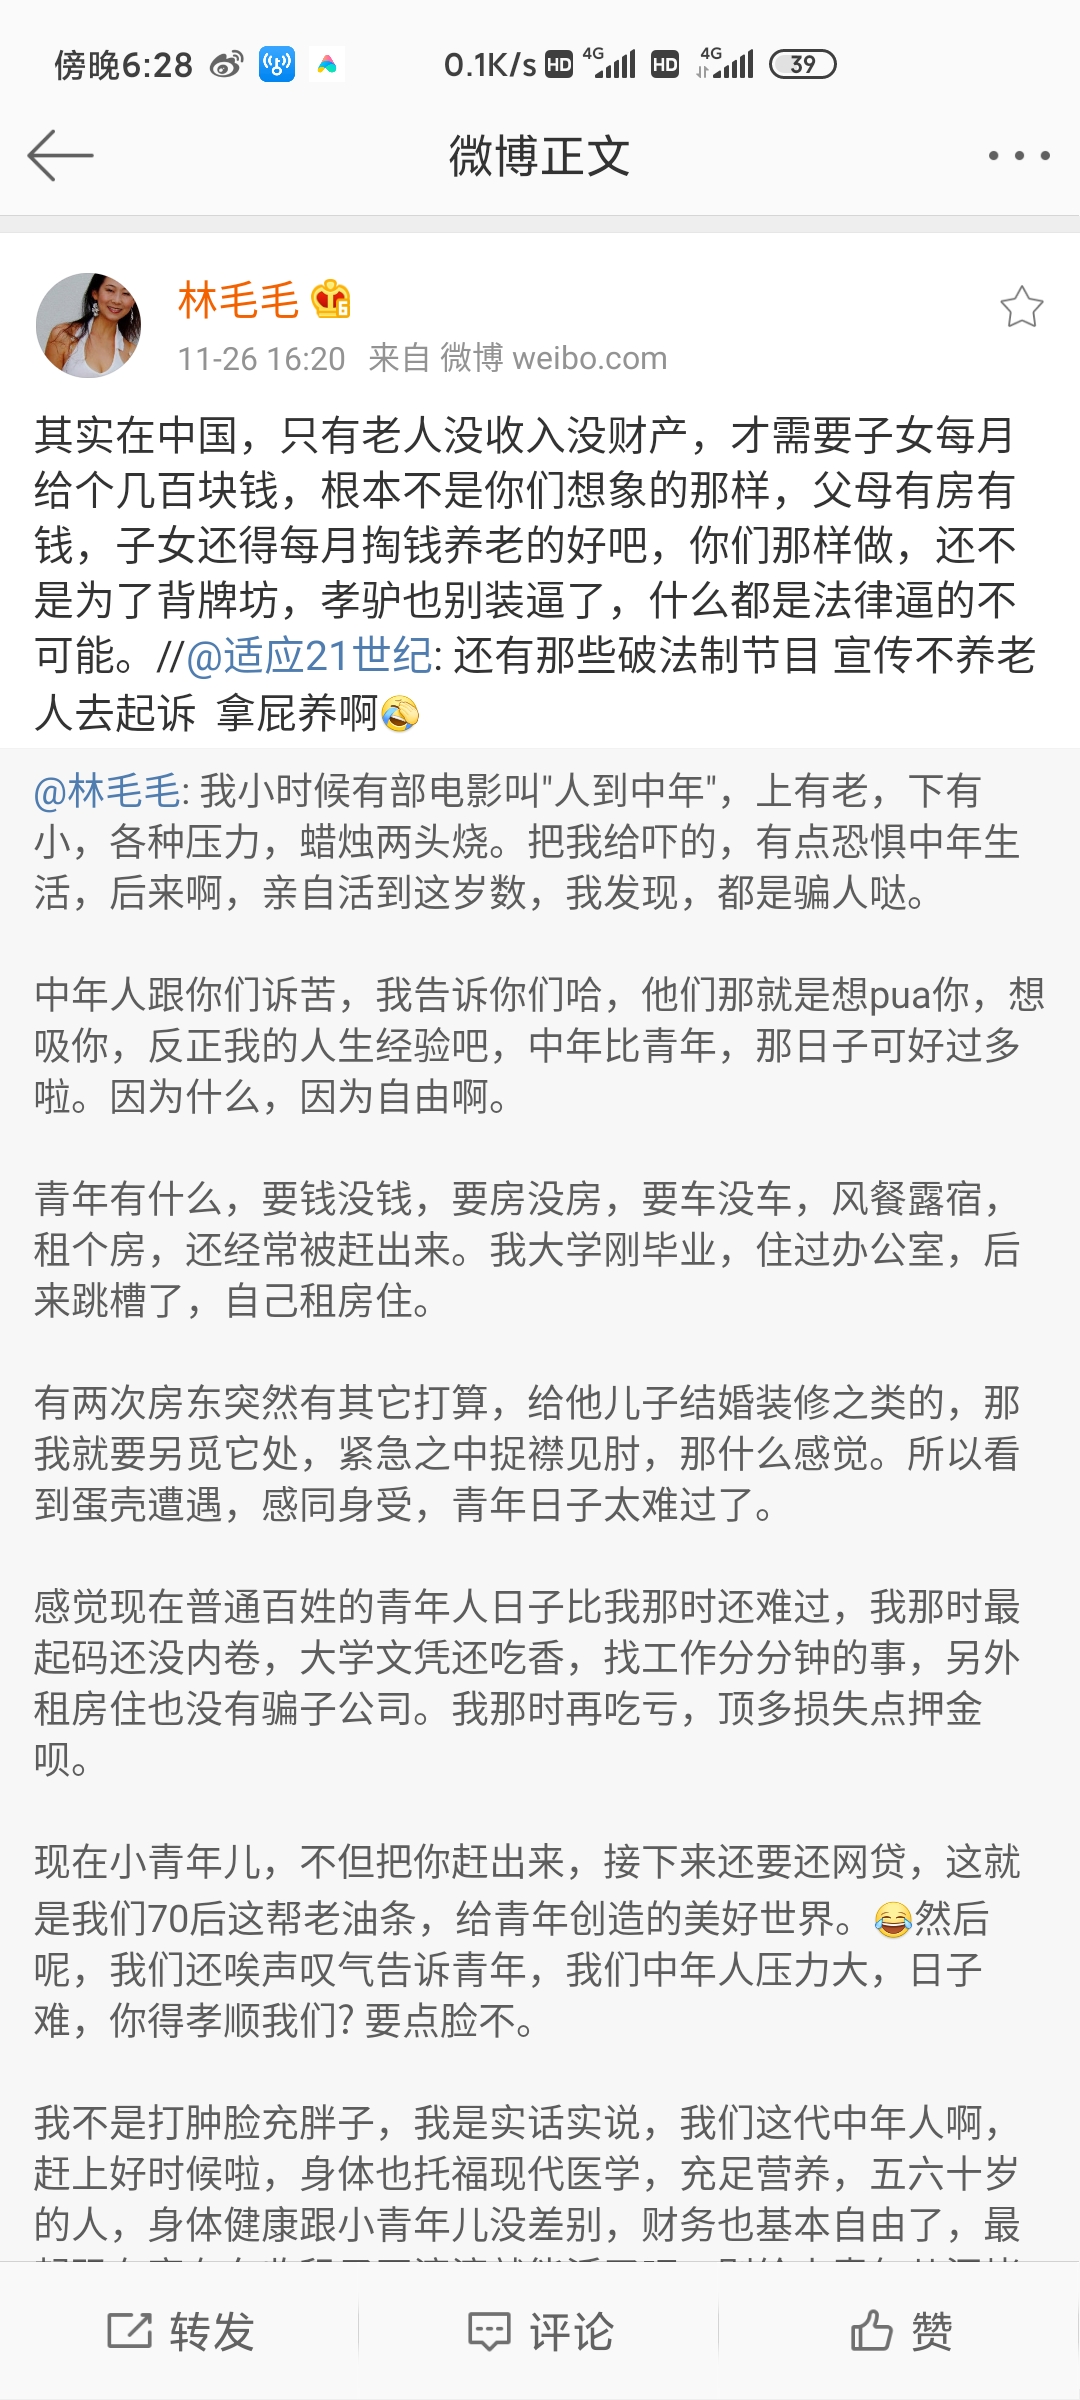 傍晚6:28 0.1K/s HD 4G HD 4G 39
微博正文
林毛毛 6
11-26 16:20 来自 微博 weibo.com
其实在中国，只有老人没收入没财产，才需要子女每月
给个几百块钱，根本不是你们想象的那样，父母有房有
钱，子女还得每月掏钱养老的好吧，你们那样做，还不
是为了背牌坊，孝驴也别装逼了，什么都是法律逼的不
可能。//@适应21世纪: 还有那些破法制节目 宣传不养老
人去起诉 拿屁养啊🤣
@林毛毛: 我小时候有部电影叫"人到中年"，上有老，下有
小，各种压力，蜡烛两头烧。把我给吓的，有点恐惧中年生
活，后来啊，亲自活到这岁数，我发现，都是骗人哒。
中年人跟你们诉苦，我告诉你们哈，他们那就是想pua你，想
吸你，反正我的人生经验吧，中年比青年，那日子可好过多
啦。因为什么，因为自由啊。
青年有什么，要钱没钱，要房没房，要车没车，风餐露宿，
租个房，还经常被赶出来。我大学刚毕业，住过办公室，后
来跳槽了，自己租房住。
有两次房东突然有其它打算，给他儿子结婚装修之类的，那
我就要另觅它处，紧急之中捉襟见肘，那什么感觉。所以看
到蛋壳遭遇，感同身受，青年日子太难过了。
感觉现在普通百姓的青年人日子比我那时还难过，我那时最
起码还没内卷，大学文凭还吃香，找工作分分钟的事，另外
租房住也没有骗子公司。我那时再吃亏，顶多损失点押金
呗。
现在小青年儿，不但把你赶出来，接下来还要还网贷，这就
是我们70后这帮老油条，给青年创造的美好世界。😂然后
呢，我们还唉声叹气告诉青年，我们中年人压力大，日子
难，你得孝顺我们? 要点脸不。
我不是打肿脸充胖子，我是实话实说，我们这代中年人啊，
赶上好时候啦，身体也托福现代医学，充足营养，五六十岁
的人，身体健康跟小青年儿没差别，财务也基本自由了，最
转发 评论 赞